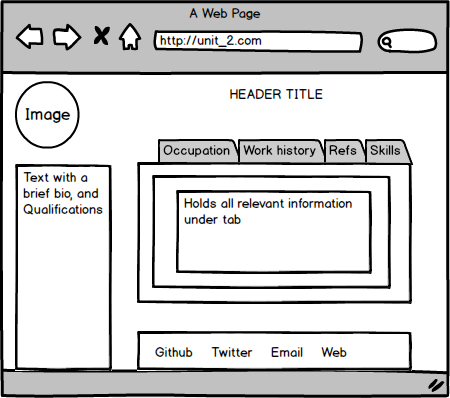 A Web Page
http://unit_2.com
Image
HEADER TITLE
Occupation Work history Refs Skills
Text with a
brief bio, and
Qualifications
Holds all relevant information
under tab
Github Twitter Email Web